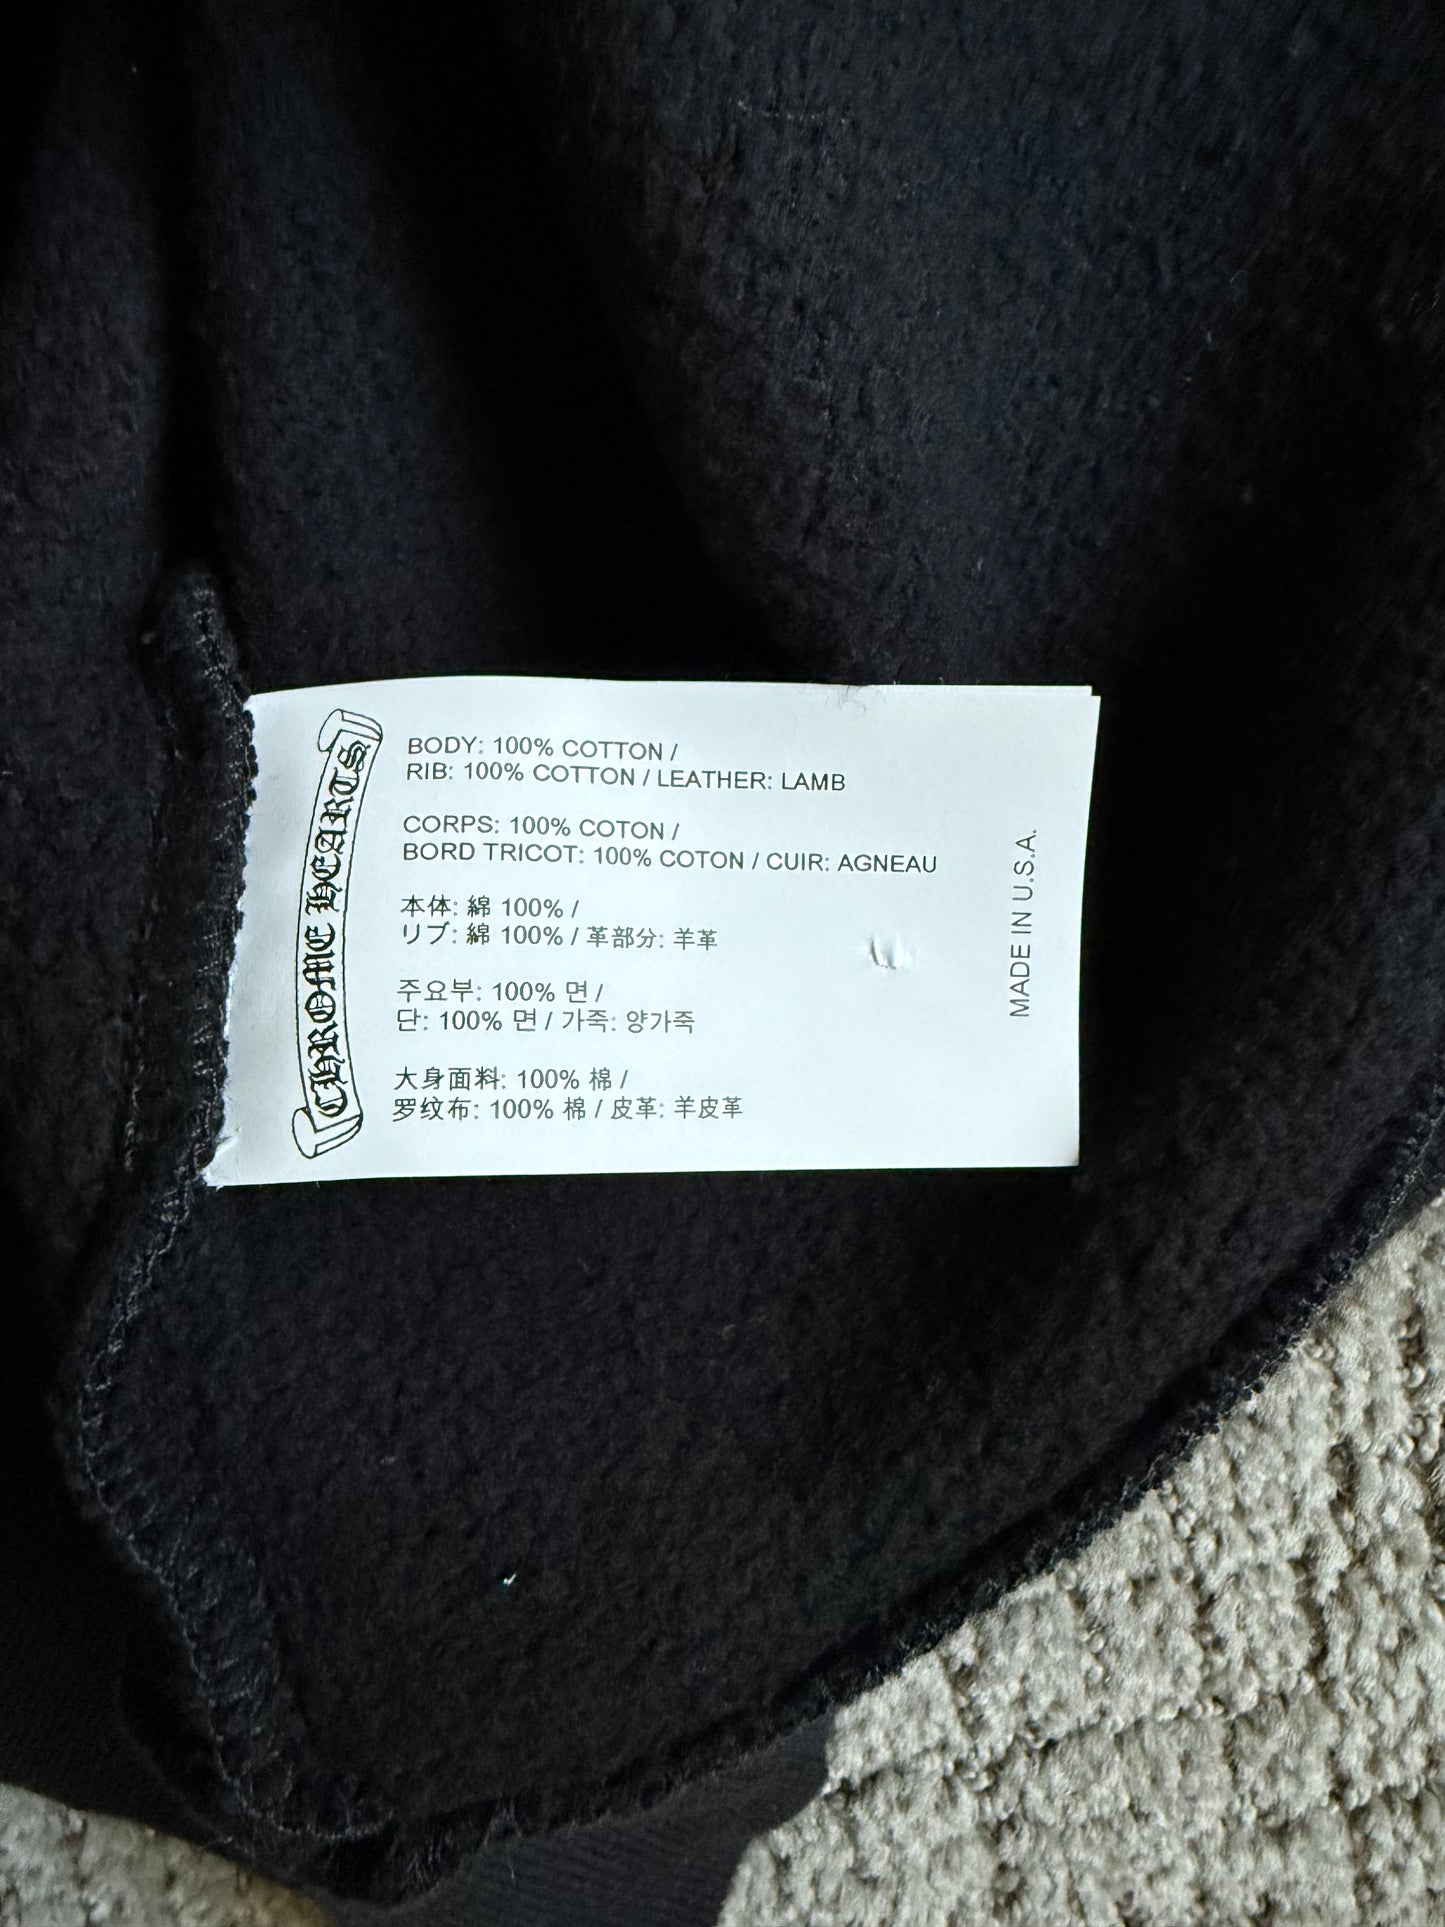 CHROME HEARTS
BODY: 100% COTTON /
RIB: 100% COTTON / LEATHER: LAMB
CORPS: 100% COTON /
BORD TRICOT: 100% COTON / CUIR: AGNEAU
本体: 綿 100% /
リブ: 綿 100% / 革部分: 羊革
주요부: 100% 면 /
단: 100% 면 / 가죽: 양가죽
大身面料: 100% 棉 /
罗纹布: 100% 棉 / 皮革: 羊皮革
MADE IN U.S.A.